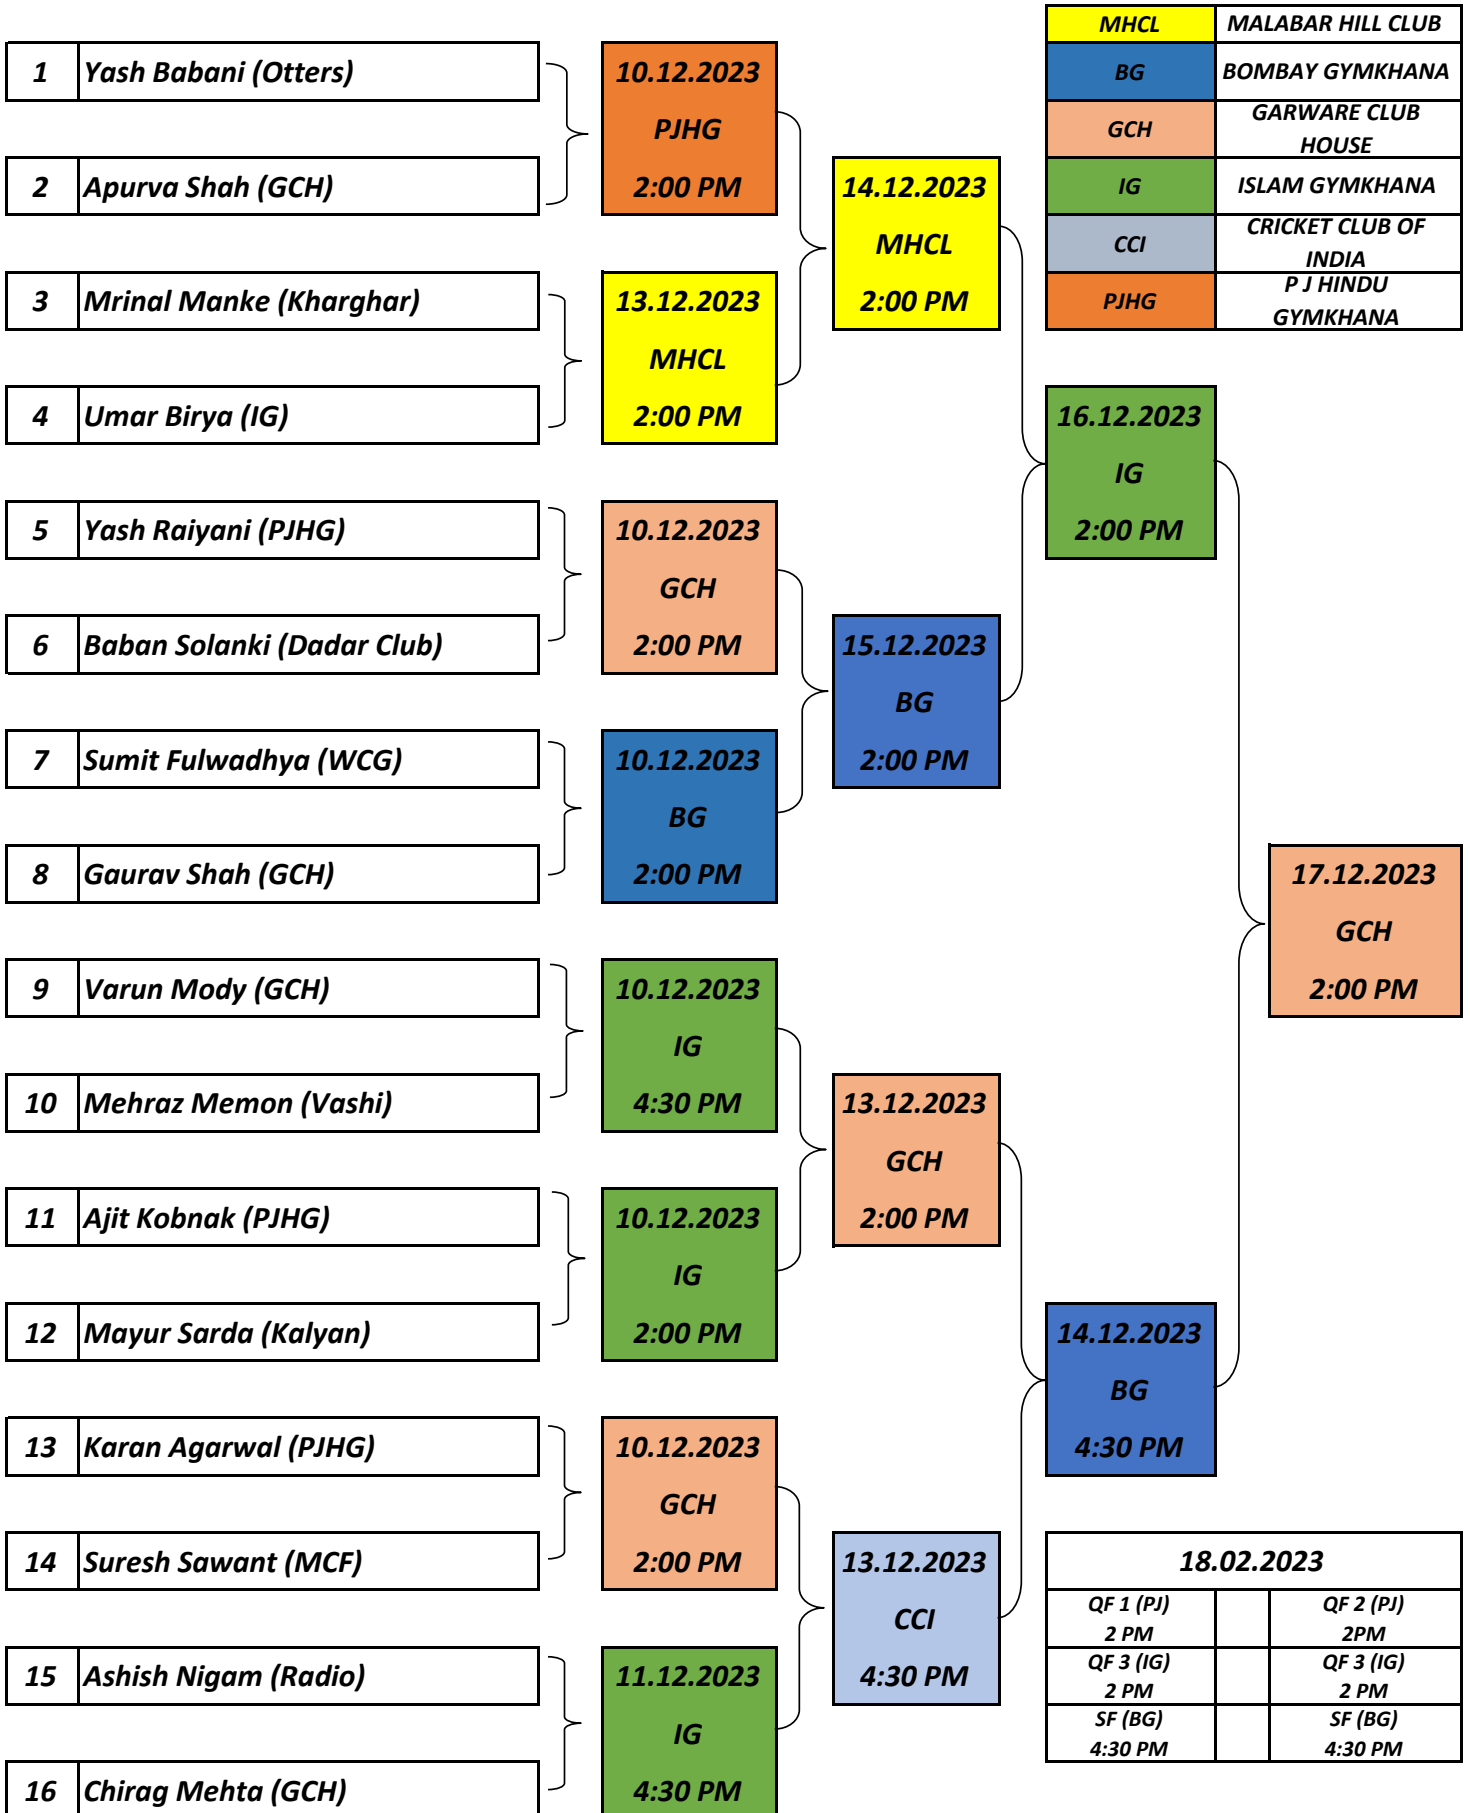 MHCL MALABAR HILL CLUB
BG BOMBAY GYMKHANA
GCH GARWARE CLUB
HOUSE
IG ISLAM GYMKHANA
CCI CRICKET CLUB OF
INDIA
PJHG P J HINDU
GYMKHANA
1 Yash Babani (Otters)
2 Apurva Shah (GCH)
10.12.2023
PJHG
2:00 PM
3 Mrinal Manke (Kharghar)
4 Umar Birya (IG)
13.12.2023
MHCL
2:00 PM
14.12.2023
MHCL
2:00 PM
5 Yash Raiyani (PJHG)
6 Baban Solanki (Dadar Club)
10.12.2023
GCH
2:00 PM
7 Sumit Fulwadhya (WCG)
8 Gaurav Shah (GCH)
10.12.2023
BG
2:00 PM
15.12.2023
BG
2:00 PM
16.12.2023
IG
2:00 PM
9 Varun Mody (GCH)
10 Mehraz Memon (Vashi)
10.12.2023
IG
4:30 PM
11 Ajit Kobnak (PJHG)
12 Mayur Sarda (Kalyan)
10.12.2023
IG
2:00 PM
13.12.2023
GCH
2:00 PM
13 Karan Agarwal (PJHG)
14 Suresh Sawant (MCF)
10.12.2023
GCH
2:00 PM
15 Ashish Nigam (Radio)
16 Chirag Mehta (GCH)
11.12.2023
IG
4:30 PM
13.12.2023
CCI
4:30 PM
14.12.2023
BG
4:30 PM
17.12.2023
GCH
2:00 PM
18.02.2023
QF 1 (PJ) QF 2 (PJ)
2 PM 2PM
QF 3 (IG) QF 3 (IG)
2 PM 2 PM
SF (BG) SF (BG)
4:30 PM 4:30 PM